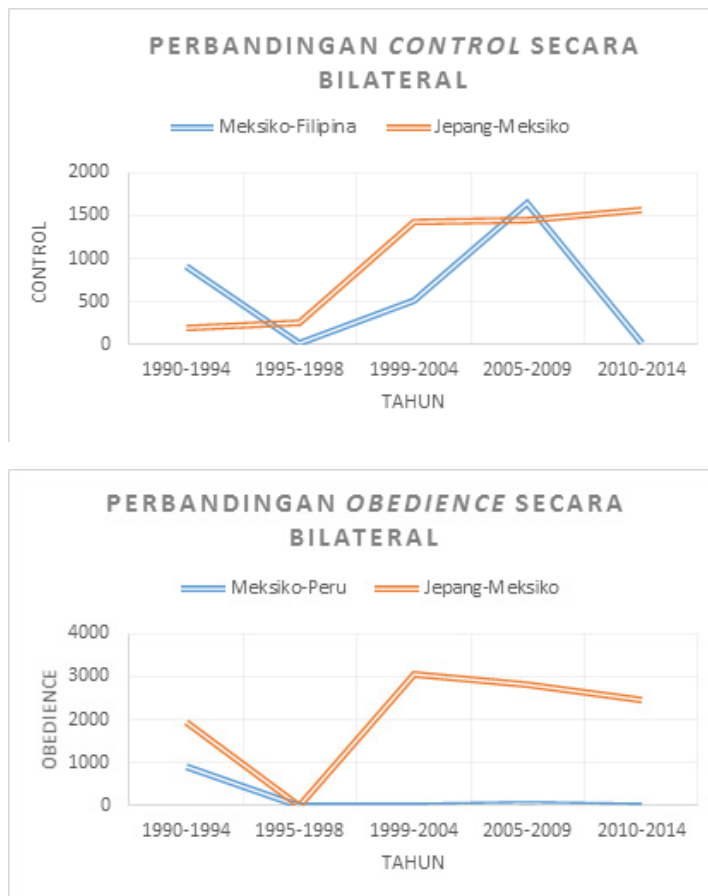 PERBANDINGAN CONTROL SECARA
BILATERAL
Meksiko-Filipina Jepang-Meksiko
2000
1500
1000
500
0
CONTROL
1990-1994 1995-1998 1999-2004 2005-2009 2010-2014
TAHUN
PERBANDINGAN OBEDIENCE SECARA
BILATERAL
Meksiko-Peru Jepang-Meksiko
4000
3000
2000
1000
0
OBEDIENCE
1990-1994 1995-1998 1999-2004 2005-2009 2010-2014
TAHUN